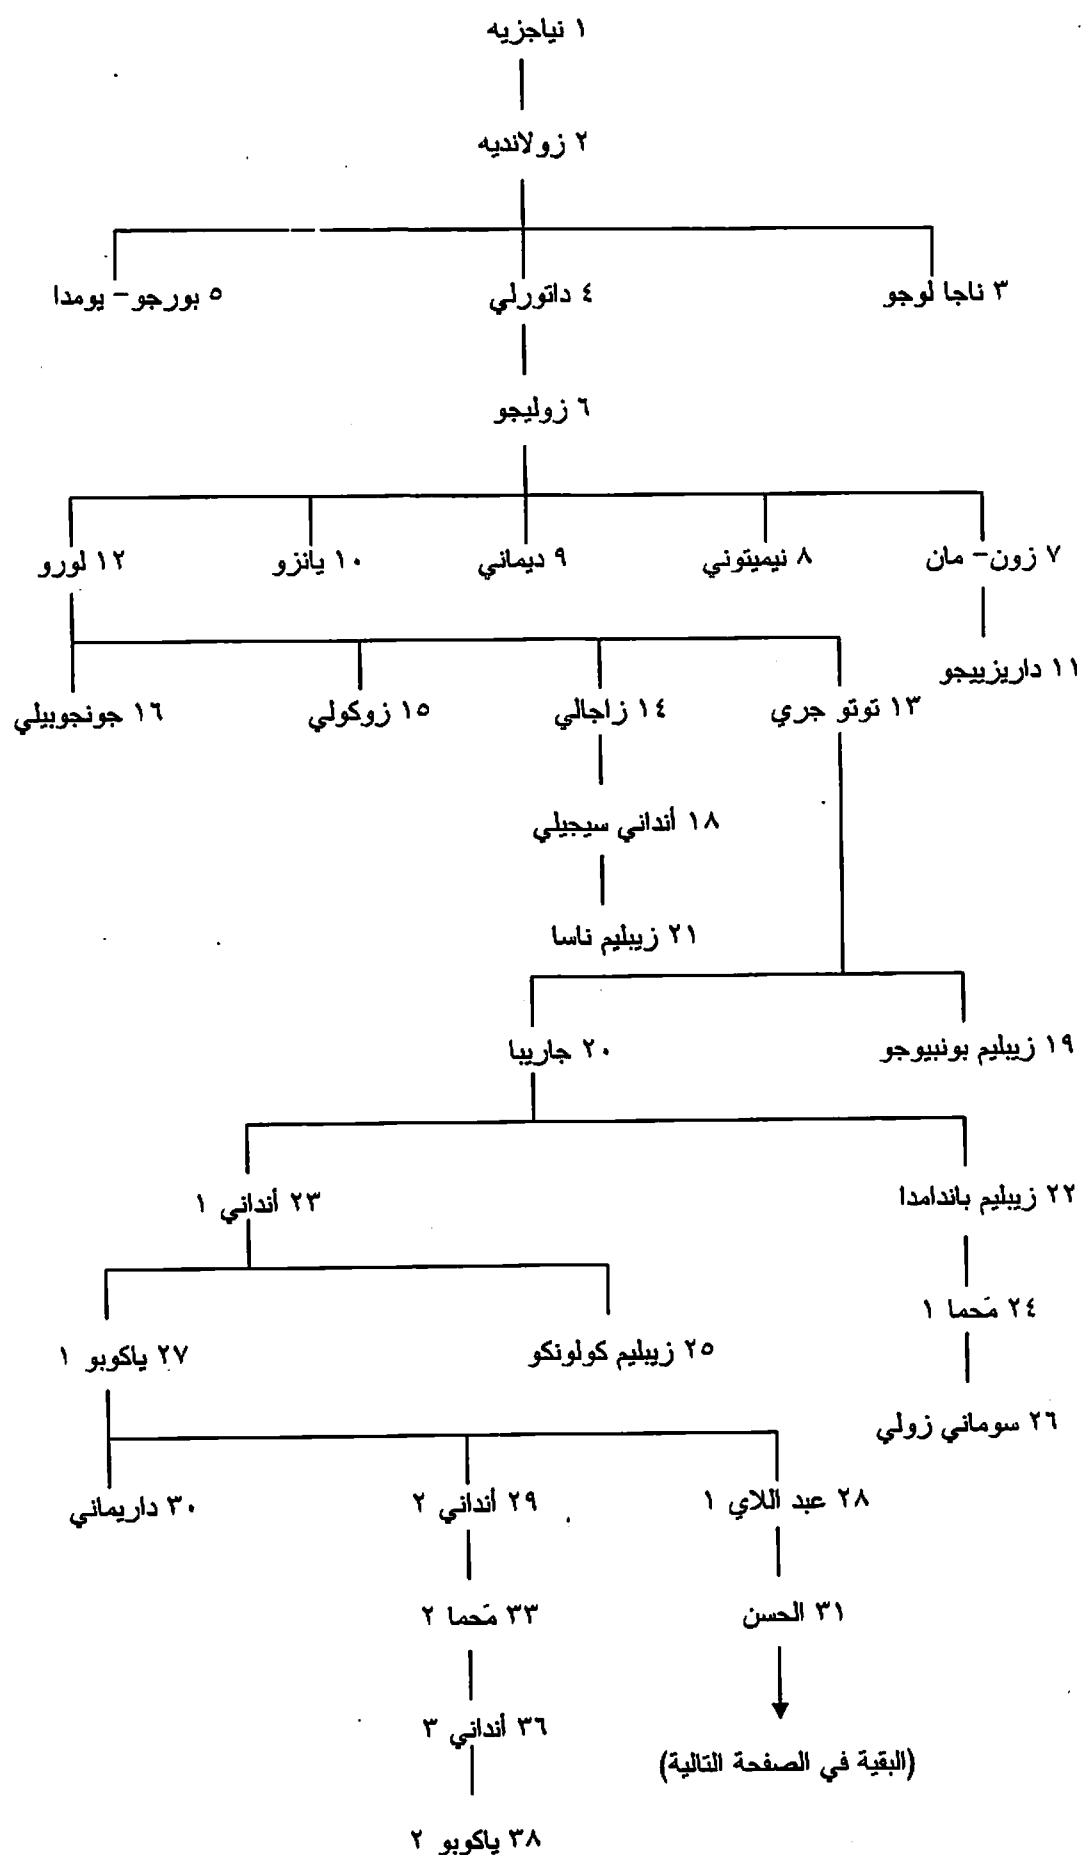 ١ نياجزيه
٢ زولانديه
٣ ناجا لوجو
٤ داتورلي
٥ بورجو- يومدا
٦ زوليجو
٧ زون- مان
٨ نيميتوني
٩ ديماني
١٠ يانزو
١٢ لورو
١١ داريزييجو
١٣ توتو جري
١٤ زاجالي
١٥ زوكولي
١٦ جونجوبيلي
١٨ أنداني سيجيلي
٢١ زيبليم ناسا
١٩ زيبليم بونبيوجو
٢٠ جاريبا
٢٢ زيبليم باندامدا
٢٣ أنداني ١
٢٤ مَحما ١
٢٥ زيبليم كولونكو
٢٧ ياكوبو ١
٢٦ سوماني زولي
٢٨ عبد اللاي ١
٢٩ أنداني ٢
٣٠ داريماني
٣١ الحسن
٣٣ مَحما ٢
٣٦ أنداني ٣
(البقية في الصفحة التالية)
٣٨ ياكوبو ٢